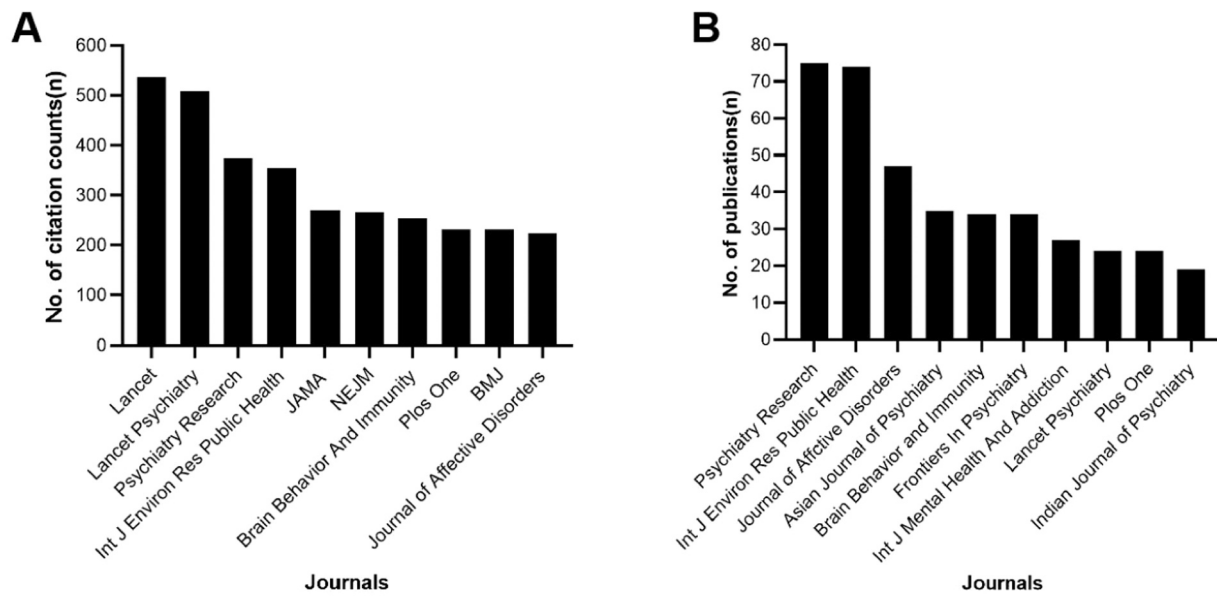 A
No. of citation counts(n)
600
500
400
300
200
100
0
Lancet
Lancet Psychiatry
Psychiatry Research
Int J Environ Res Public Health
JAMA
NEJM
Brain Behavior And Immunity
Plos One
BMJ
Journal of Affective Disorders
Journals
B
No. of publications(n)
80
70
60
50
40
30
20
10
0
Psychiatry Research
Int J Environ Res Public Health
Journal of Affctive Disorders
Asian Journal of Psychiatry
Brain Behavior and Immunity
Frontiers In Psychiatry
Int J Mental Health And Addiction
Lancet Psychiatry
Plos One
Indian Journal of Psychiatry
Journals